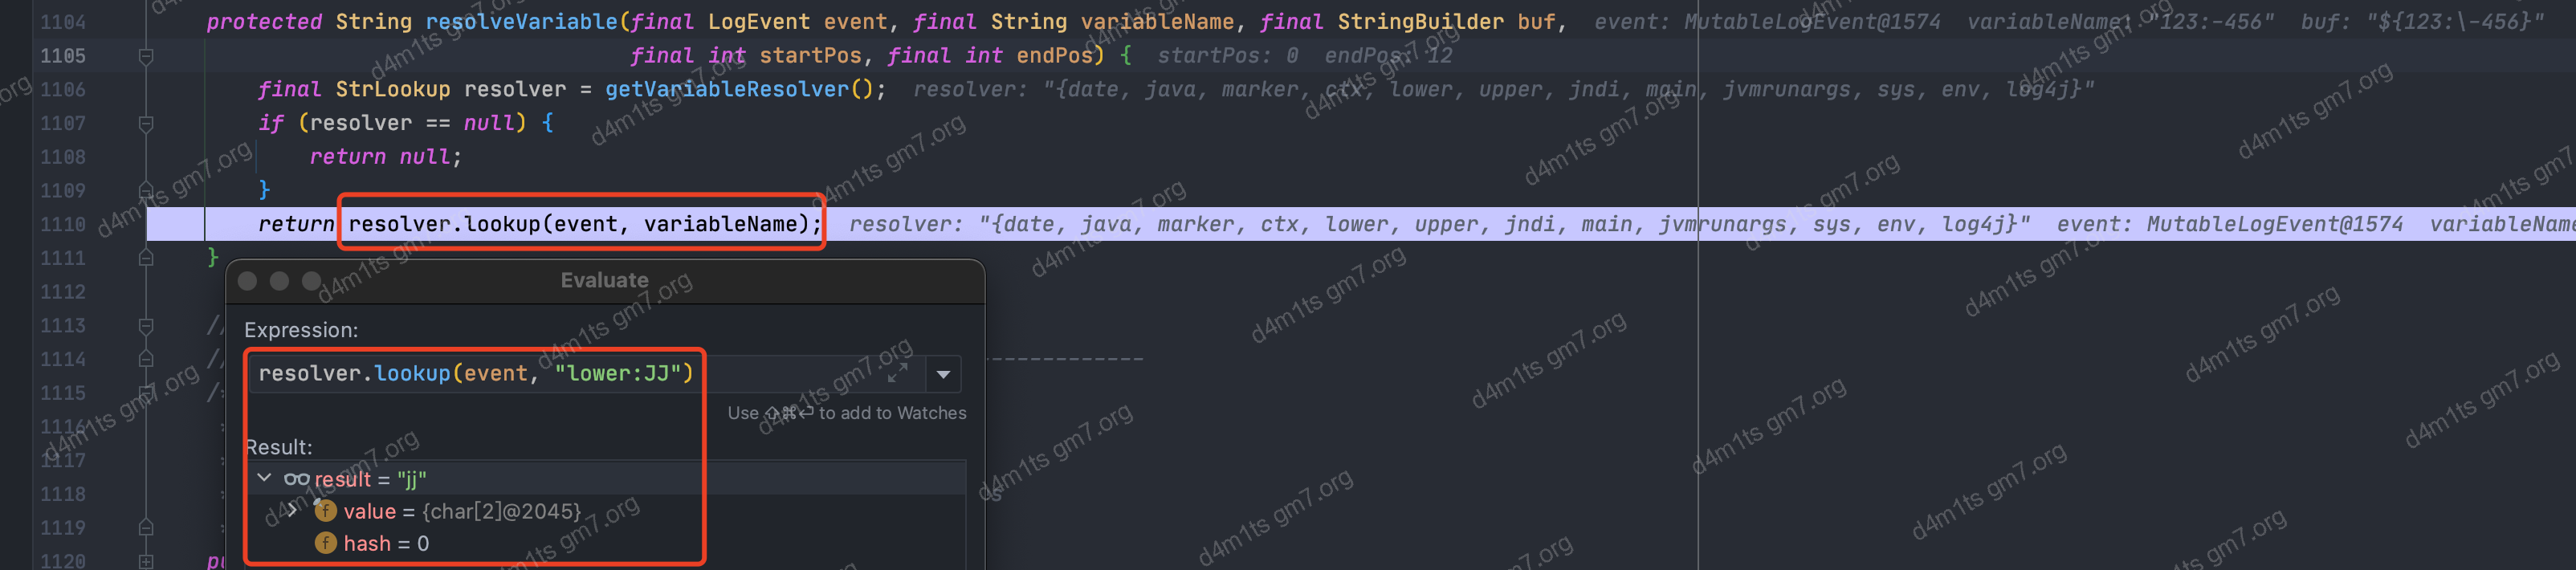 1104 protected String resolveVariable(final LogEvent event, final String variableName, final StringBuilder buf, event: MutableLogEvent@1574 variableName: "123:-456" buf: "${123:\-456}"
1105 final int startPos, final int endPos) { startPos: 0 endPos: 12
1106 final StrLookup resolver = getVariableResolver(); resolver: "{date, java, marker, ctx, lower, upper, jndi, main, jvmrunargs, sys, env, log4j}"
1107 if (resolver == null) {
1108 return null;
1109 }
1110 return resolver.lookup(event, variableName); resolver: "{date, java, marker, ctx, lower, upper, jndi, main, jvmrunargs, sys, env, log4j}" event: MutableLogEvent@1574 variableName
1111 }
1112
1113 //
1114 // ------------
1115
1116
1117
1118
1119
1120
Evaluate
Expression:
resolver.lookup(event, "lower:JJ")
Use ⇧⌘⏎ to add to Watches
Result:
result = "jj"
value = {char[2]@2045}
hash = 0
d4m1ts gm7.org